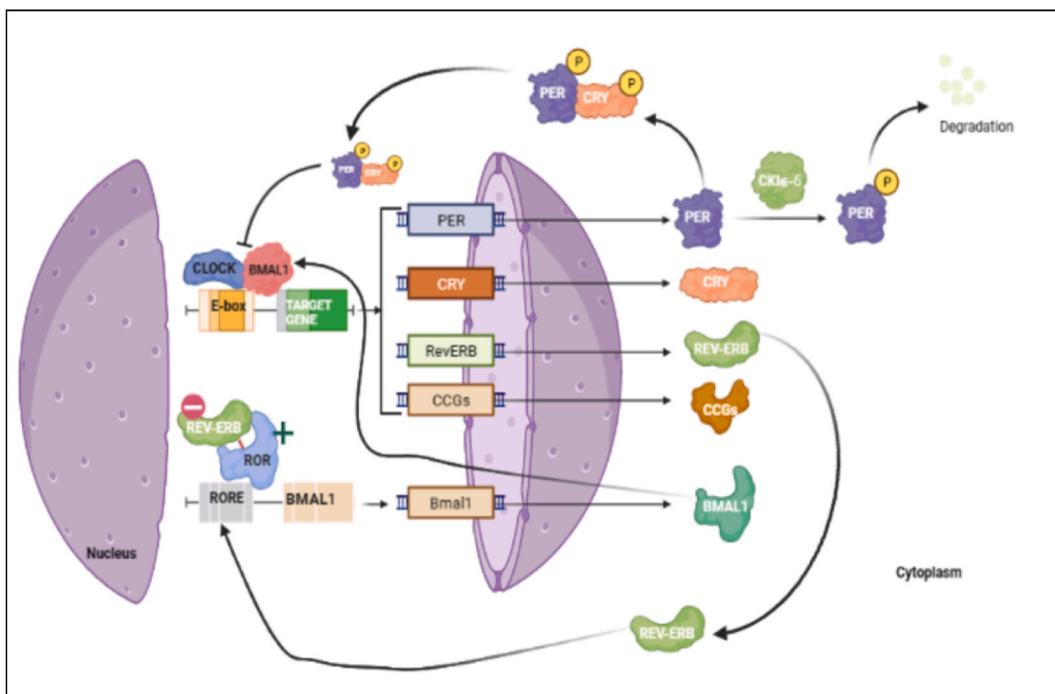 P
P
PER
CRY
Degradation
P
P
PER
CRY
CKIε-δ
P
PER
PER
PER
CLOCK
BMAL1
CRY
CRY
E-box
TARGET
GENE
RevERB
REV-ERB
CCGs
CCGs
REV-ERB
ROR
RORE
BMAL1
Bmal1
BMAL1
Nucleus
Cytoplasm
REV-ERB